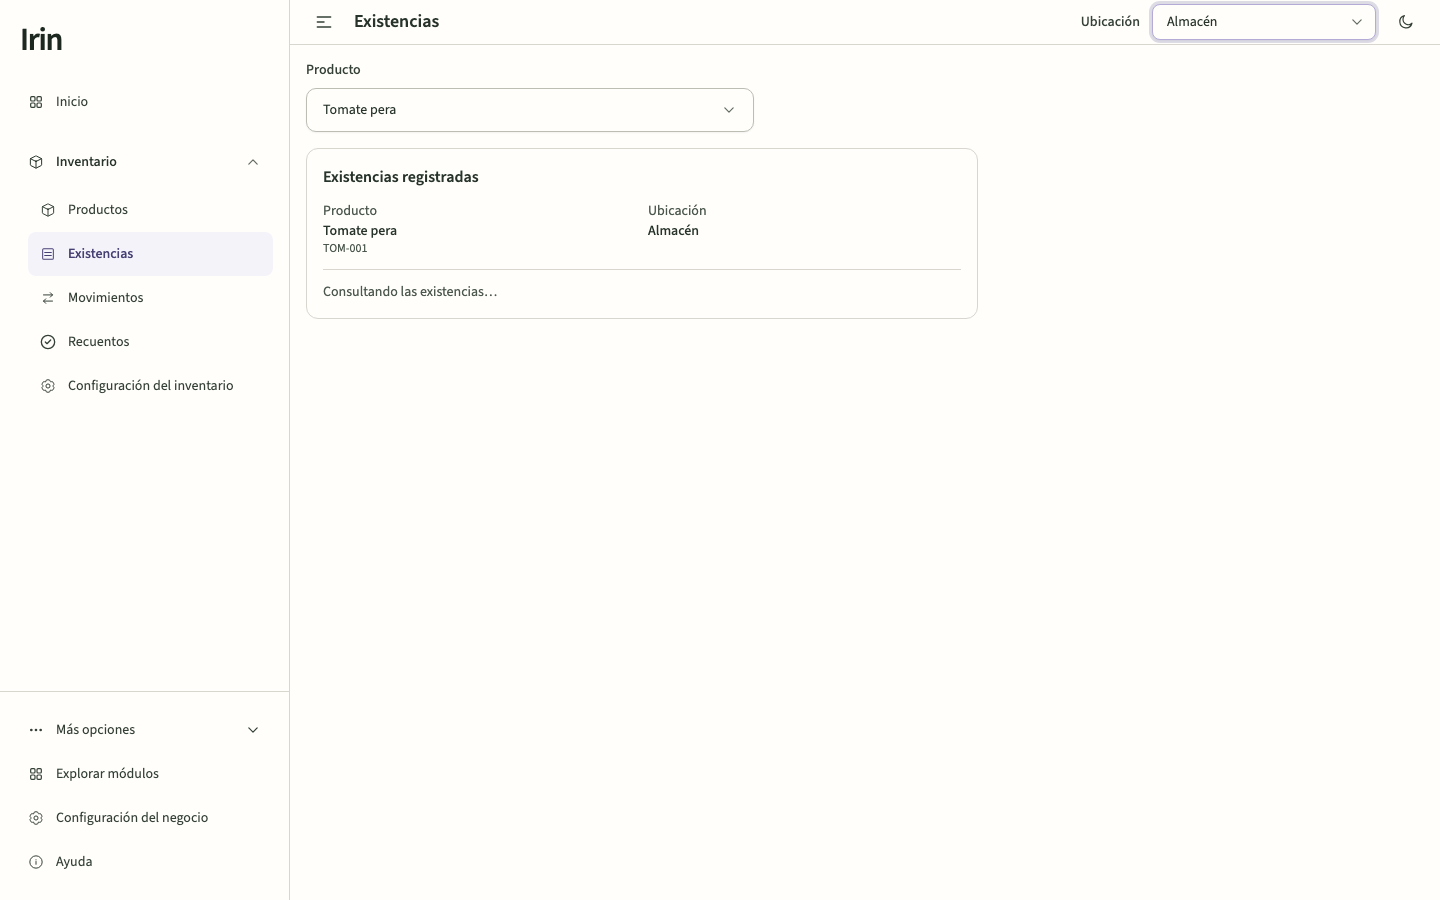 Irin
Inicio
Inventario
Productos
Existencias
Movimientos
Recuentos
Configuración del inventario
Más opciones
Explorar módulos
Configuración del negocio
Ayuda
Existencias
Ubicación
Almacén
Producto
Tomate pera
Existencias registradas
Producto
Tomate pera
TOM-001
Ubicación
Almacén
Consultando las existencias…